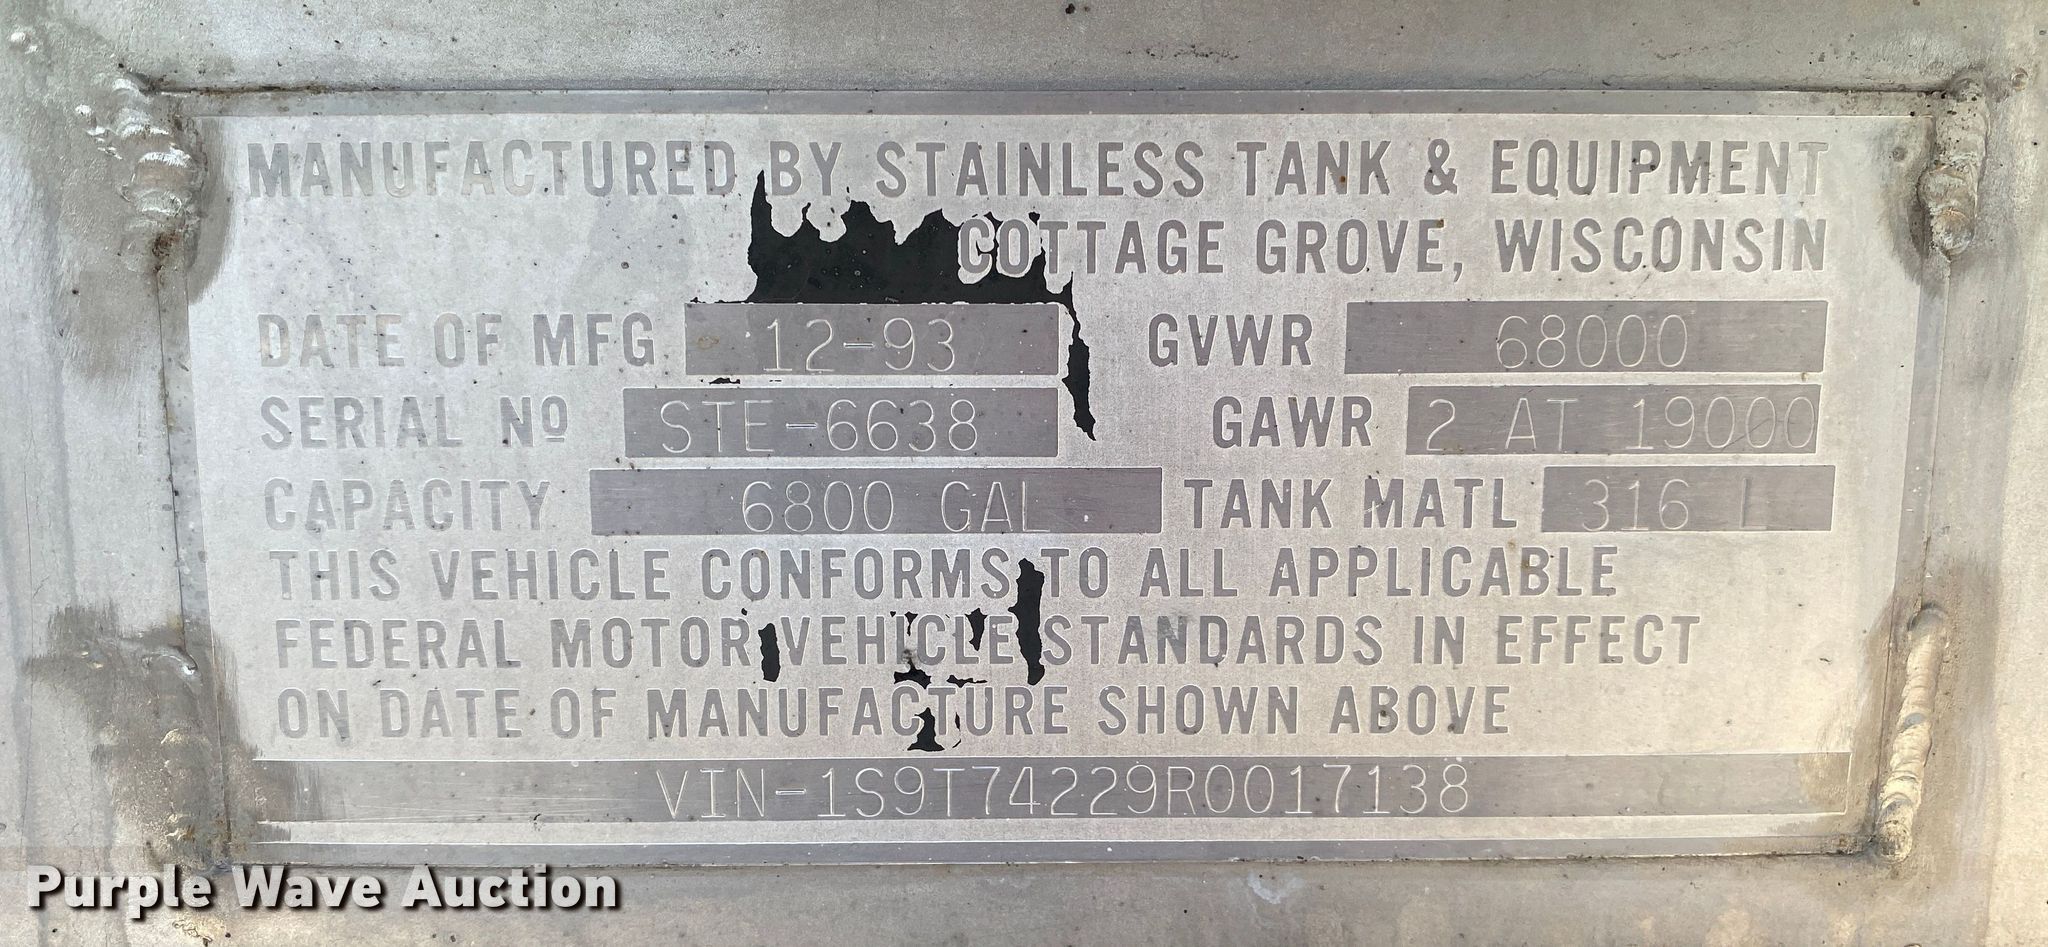 MANUFACTURED BY STAINLESS TANK & EQUIPMENT
COTTAGE GROVE, WISCONSIN
DATE OF MFG 12-93 GVWR 68000
SERIAL Nº STE-6638 GAWR 2 AT 19000
CAPACITY 6800 GAL TANK MATL 316 L
THIS VEHICLE CONFORMS TO ALL APPLICABLE
FEDERAL MOTOR VEHICLE STANDARDS IN EFFECT
ON DATE OF MANUFACTURE SHOWN ABOVE
VIN-1S9T74229R0017138
Purple Wave Auction